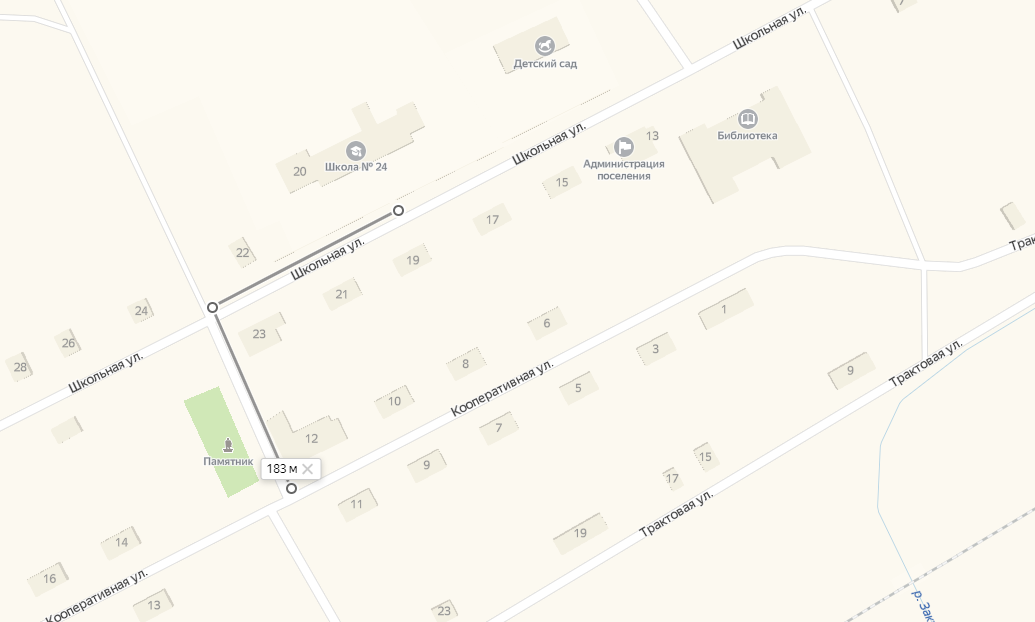 Школьная ул.
Детский сад
Библиотека
Школьная ул.
13
Администрация
поселения
20
Школа № 24
15
17
22
Школьная ул.
19
21
24
23
26
28
Школьная ул.
6
1
3
8
Кооперативная ул.
5
10
7
9
Трактовая ул.
12
Памятник
183 м
9
11
15
17
Трактовая ул.
19
14
16
Кооперативная ул.
13
23